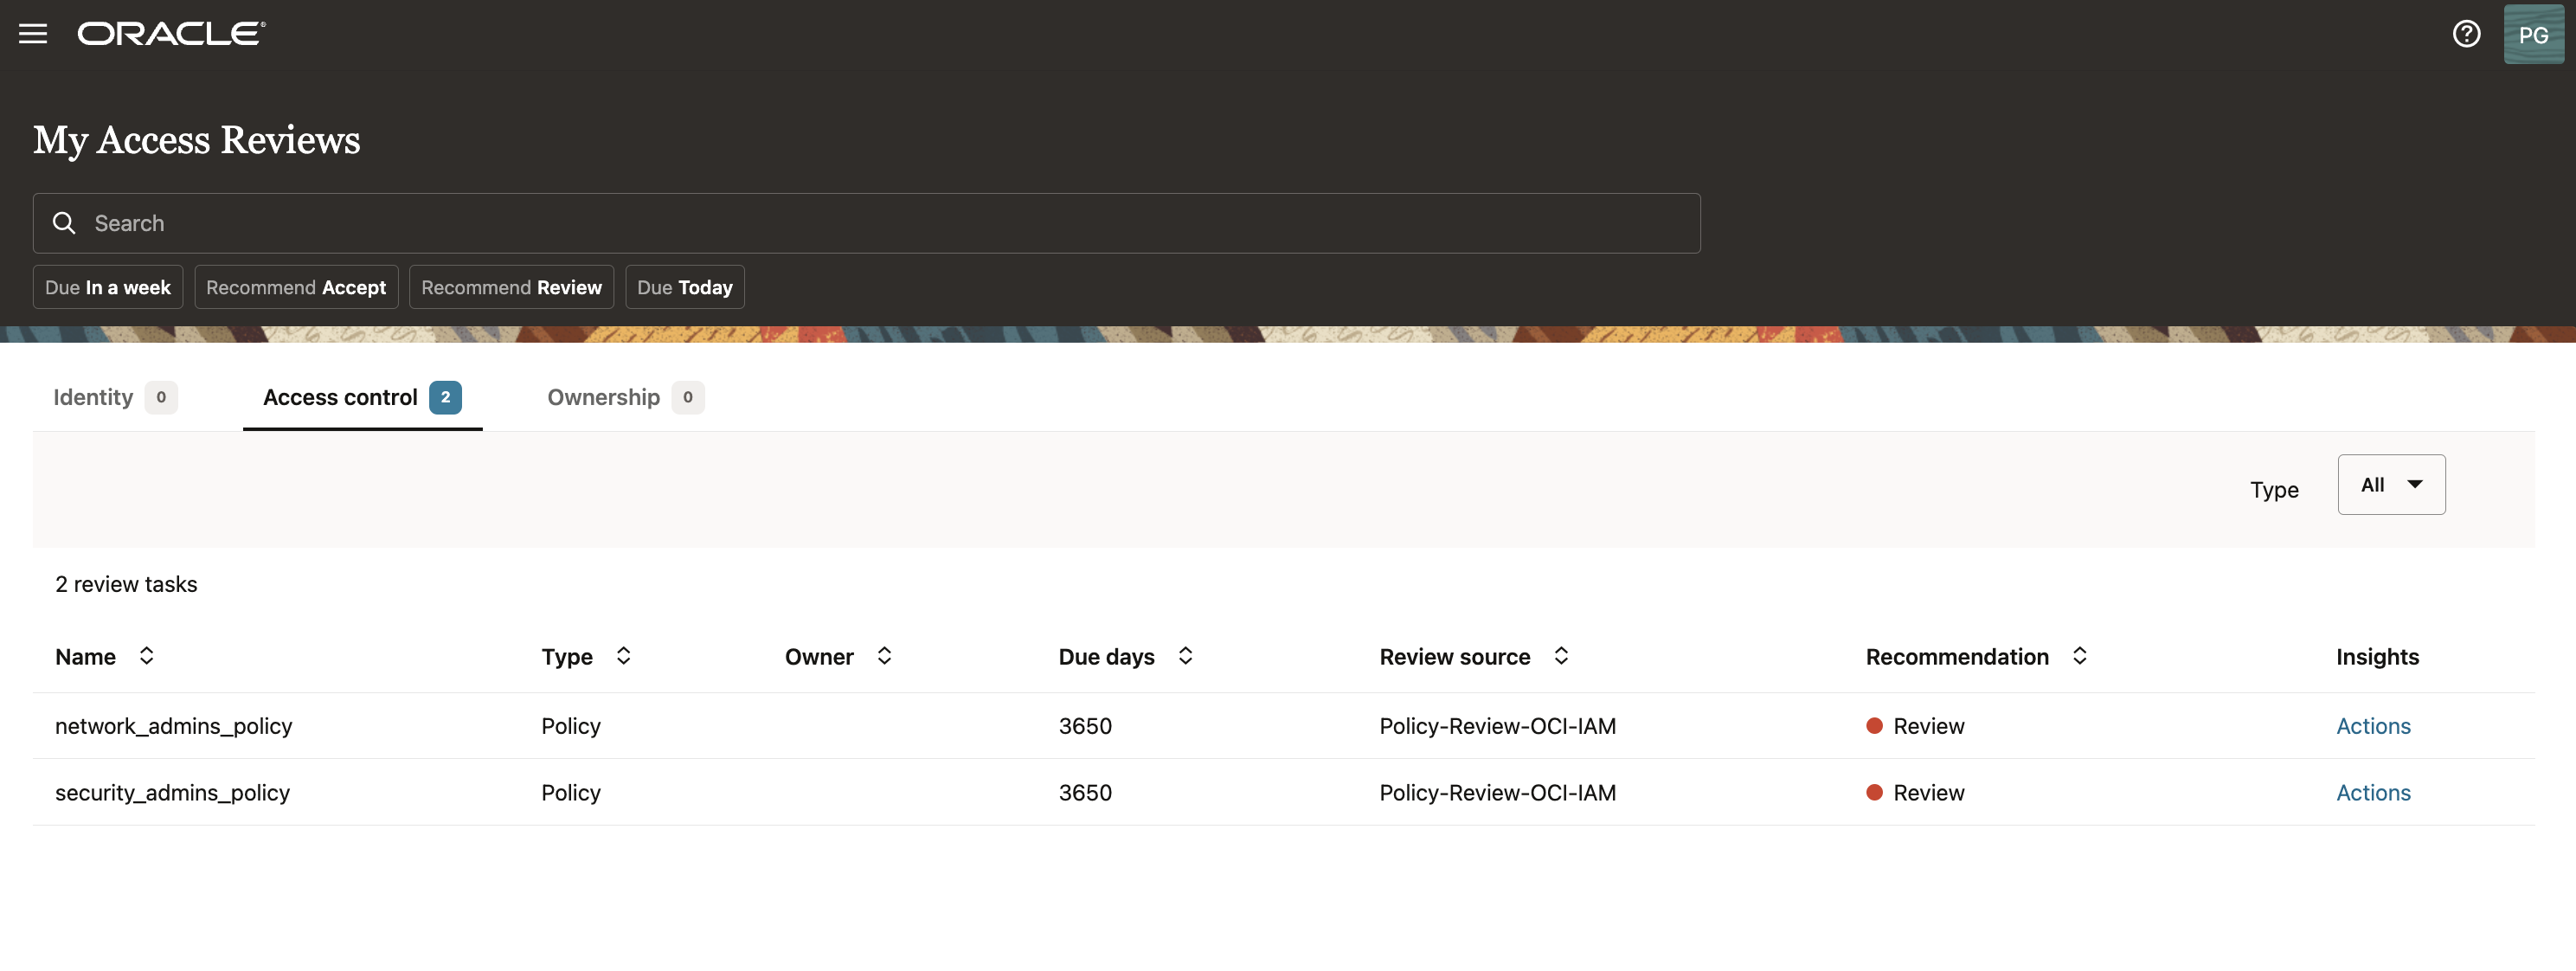 ORACLE
PG
My Access Reviews
Search
Due In a week Recommend Accept Recommend Review Due Today
Identity 0 Access control 2 Ownership 0
Type All
2 review tasks
Name Type Owner Due days Review source Recommendation Insights
network_admins_policy Policy 3650 Policy-Review-OCI-IAM Review Actions
security_admins_policy Policy 3650 Policy-Review-OCI-IAM Review Actions